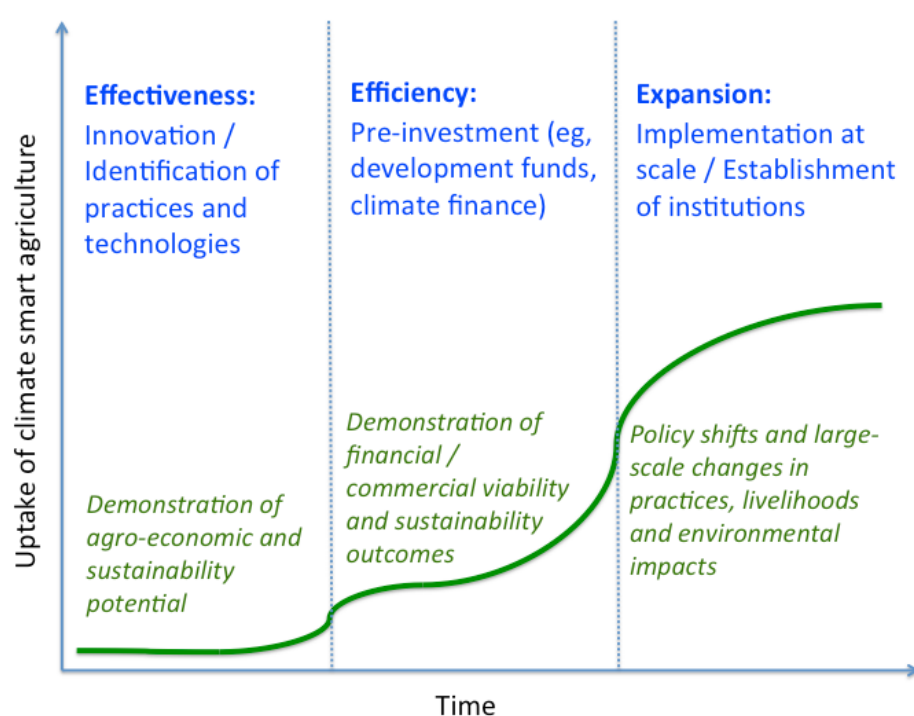 Effectiveness:
Innovation /
Identification of
practices and
technologies
Efficiency:
Pre-investment (eg,
development funds,
climate finance)
Expansion:
Implementation at
scale / Establishment
of institutions
Uptake of climate smart agriculture
Demonstration of
agro-economic and
sustainability
potential
Demonstration of
financial /
commercial viability
and sustainability
outcomes
Policy shifts and large-
scale changes in
practices, livelihoods
and environmental
impacts
Time